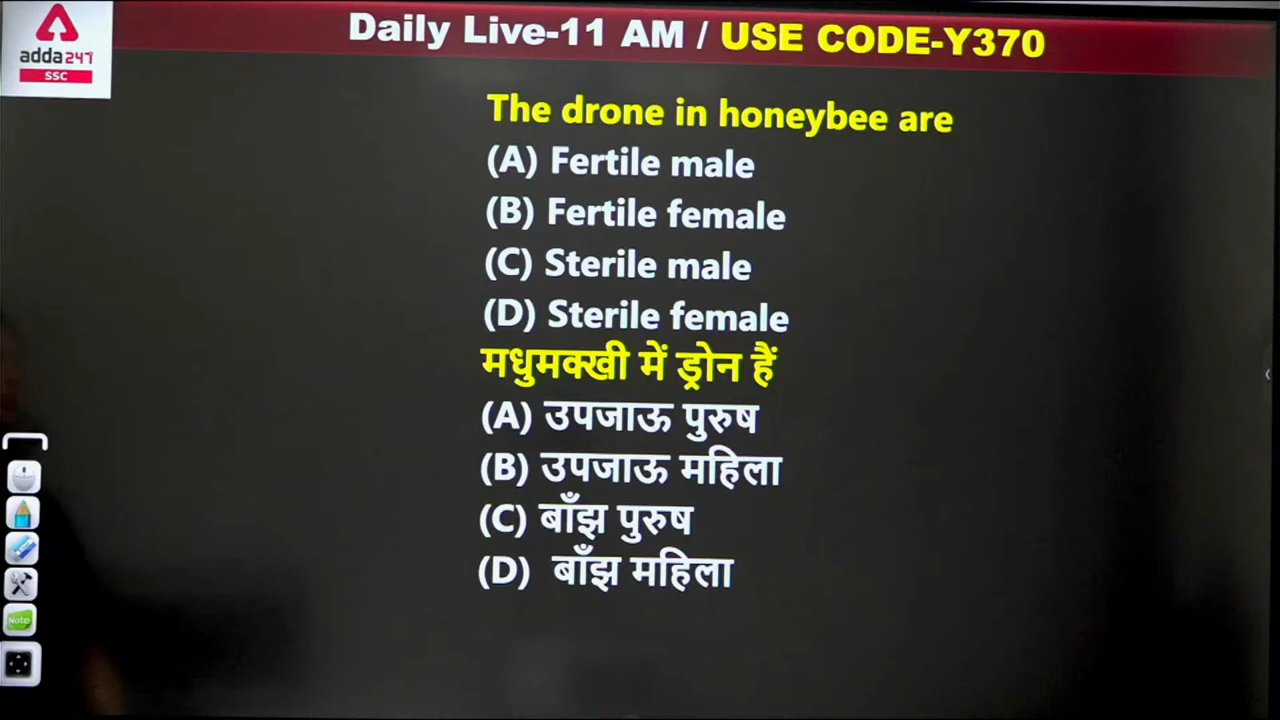 adda247
SSC
Daily Live-11 AM / USE CODE-Y370
The drone in honeybee are
(A) Fertile male
(B) Fertile female
(C) Sterile male
(D) Sterile female
मधुमक्खी में ड्रोन हैं
(A) उपजाऊ पुरुष
(B) उपजाऊ महिला
(C) बाँझ पुरुष
(D) बाँझ महिला
Note